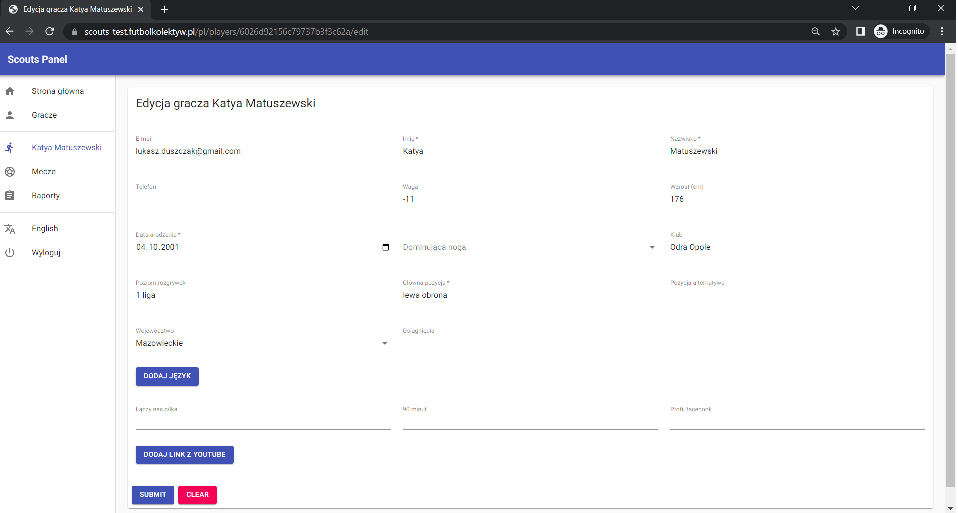 Edycja gracza Katya Matuszewski
scouts-test.futbolkolektyw.pl/pl/players/6026d92156c79737b3f3c62a/edit
Incognito
Scouts Panel
Strona główna
Gracze
Katya Matuszewski
Mecze
Raporty
English
Wyloguj
Edycja gracza Katya Matuszewski
E-mail Imię * Nazwisko *
lukasz.duszczak@gmail.com Katya Matuszewski
Telefon Waga Wzrost (cm)
-11 176
Data urodzenia * Klub
04.10.2001 Dominująca noga Odra Opole
Poziom rozgrywek Główna pozycja * Pozycja alternatywna
1 liga lewa obrona
Województwo Osiągnięcia
Mazowieckie
DODAJ JĘZYK
Łączy nas piłka 90 minut Profil facebook
DODAJ LINK Z YOUTUBE
SUBMIT CLEAR